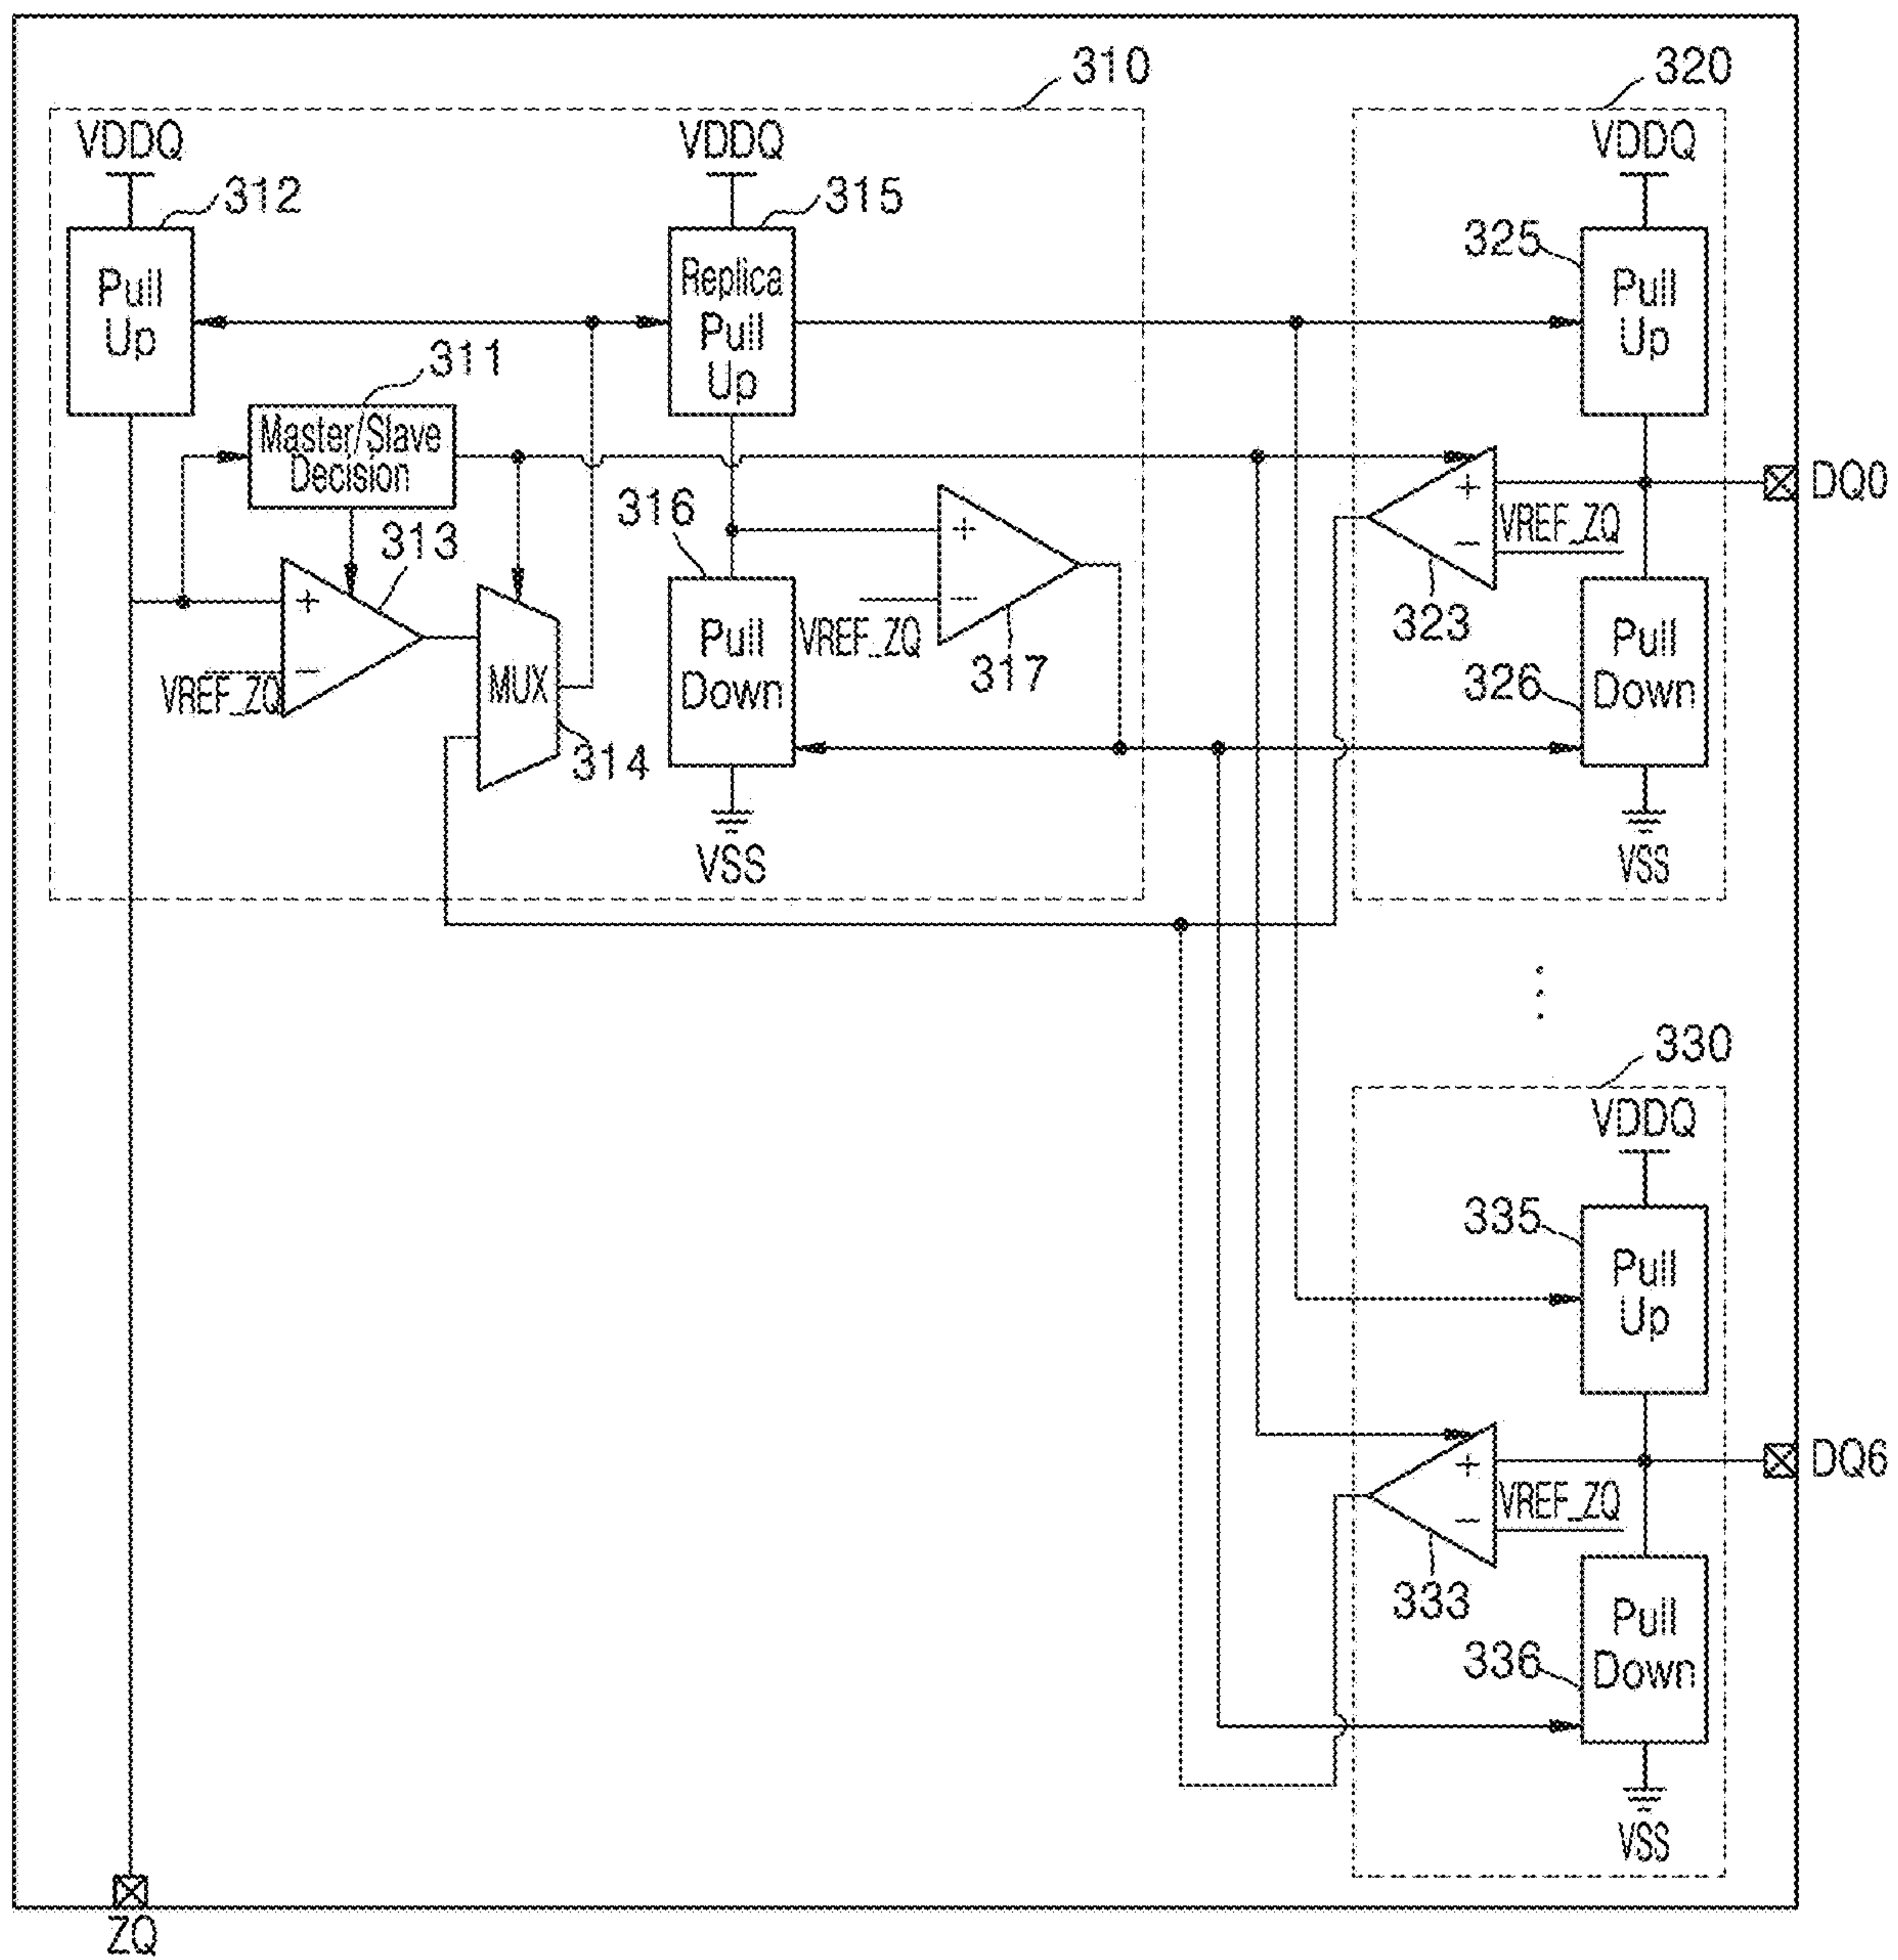 310
320
VDDQ
VDDQ
VDDQ
312
315
325
Pull
Up
Replica
Pull
Up
Pull
Up
311
Master/Slave
Decision
316
313
+
-
VREF_ZQ
MUX
314
Pull
Down
VSS
+
-
VREF_ZQ
317
+
-
VREF_ZQ
323
DQ0
326
Pull
Down
VSS
330
VDDQ
335
Pull
Up
+
-
VREF_ZQ
333
DQ6
336
Pull
Down
VSS
ZQ